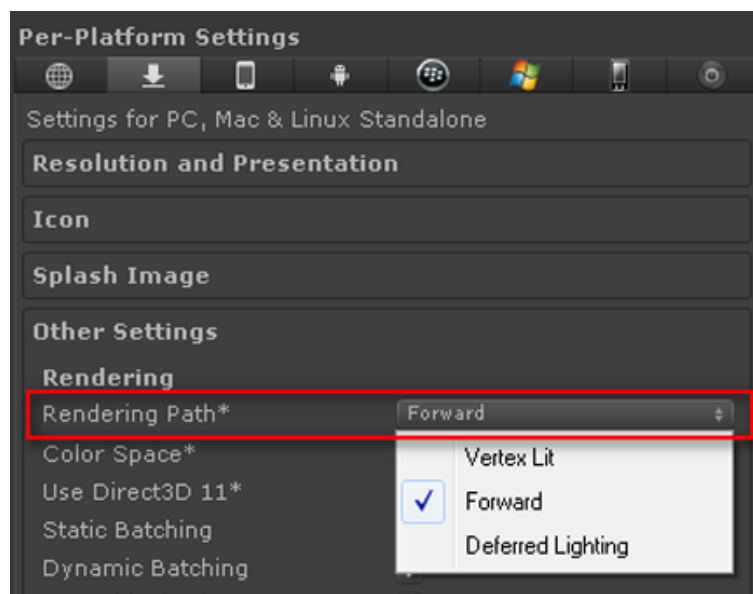 Per-Platform Settings
Settings for PC, Mac & Linux Standalone
Resolution and Presentation
Icon
Splash Image
Other Settings
Rendering
Rendering Path* Forward
Color Space* Vertex Lit
Use Direct3D 11* Forward
Static Batching Deferred Lighting
Dynamic Batching